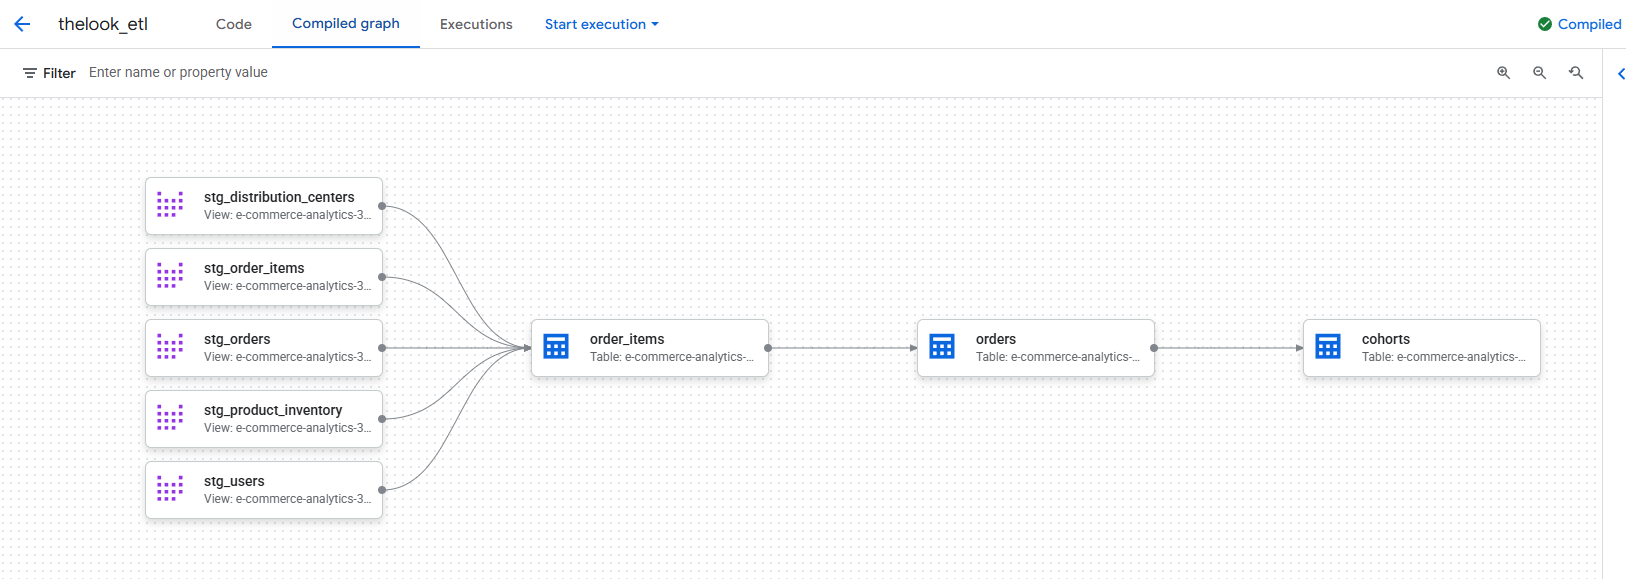 thelook_etl
Code
Compiled graph
Executions
Start execution
Compiled
Filter
Enter name or property value
stg_distribution_centers
View: e-commerce-analytics-3...
stg_order_items
View: e-commerce-analytics-3...
stg_orders
View: e-commerce-analytics-3...
stg_product_inventory
View: e-commerce-analytics-3...
stg_users
View: e-commerce-analytics-3...
order_items
Table: e-commerce-analytics-...
orders
Table: e-commerce-analytics-...
cohorts
Table: e-commerce-analytics-...